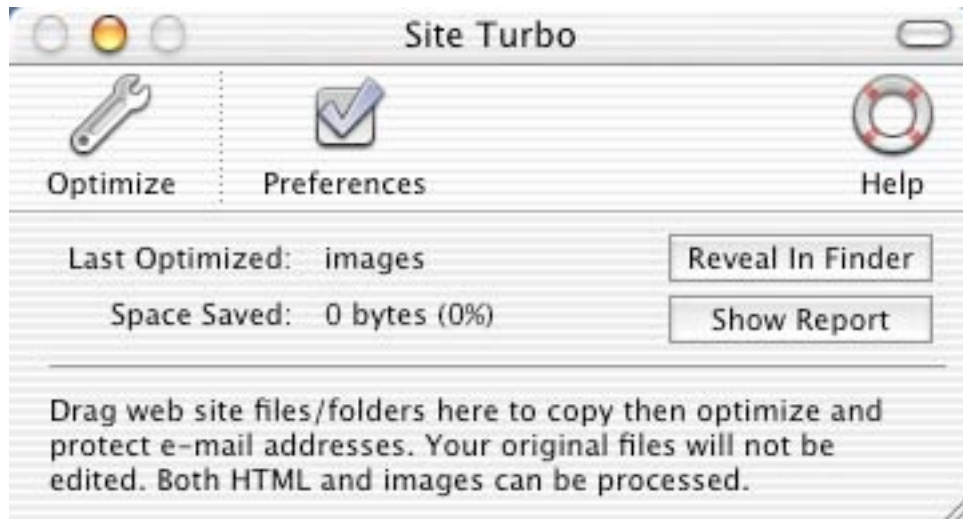 Site Turbo
Optimize
Preferences
Help
Last Optimized: images
Reveal In Finder
Space Saved: 0 bytes (0%)
Show Report
Drag web site files/folders here to copy then optimize and
protect e-mail addresses. Your original files will not be
edited. Both HTML and images can be processed.